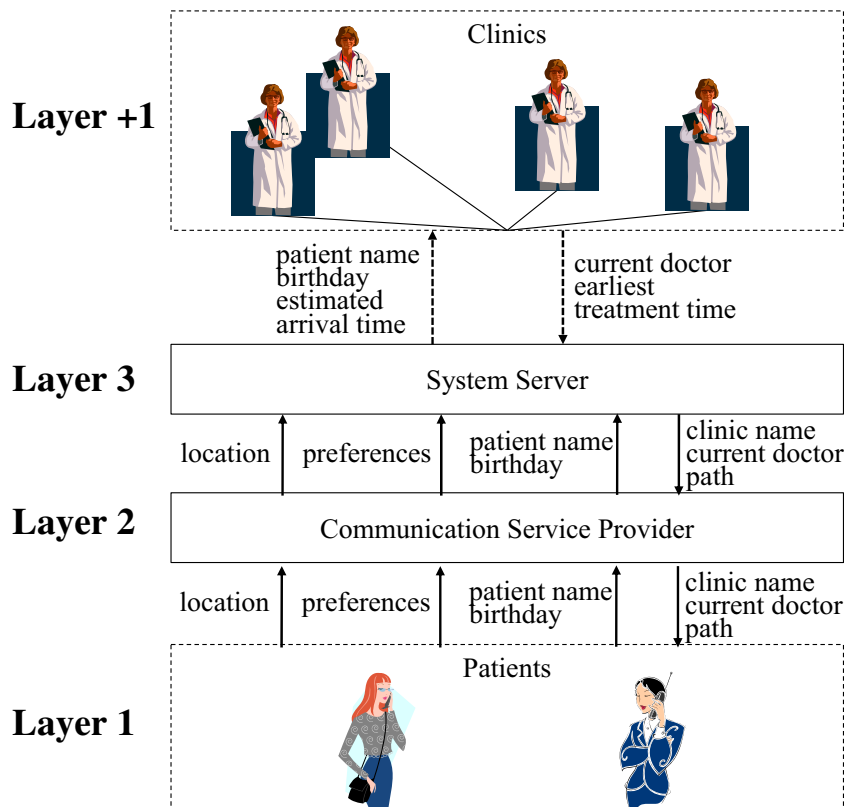 Clinics
Layer +1
patient name
birthday
estimated
arrival time
current doctor
earliest
treatment time
Layer 3
System Server
location
preferences
patient name
birthday
clinic name
current doctor
path
Layer 2
Communication Service Provider
location
preferences
patient name
birthday
clinic name
current doctor
path
Patients
Layer 1